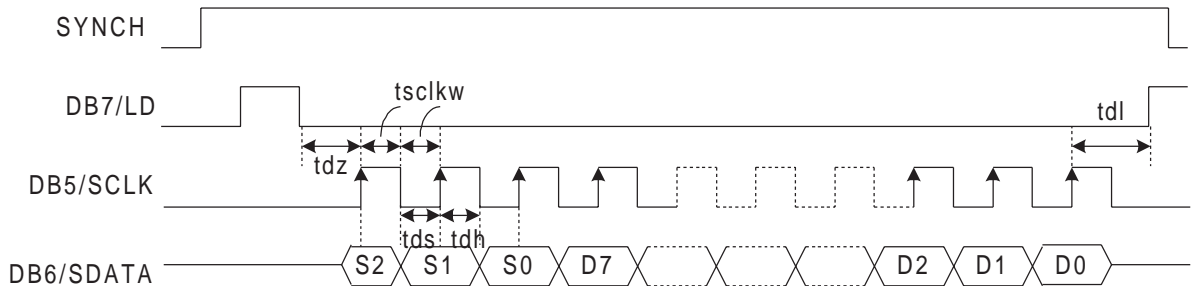 SYNCH
tsclkw
DB7/LD
tdl
tdz
DB5/SCLK
tds tdh
DB6/SDATA S2 S1 S0 D7 D2 D1 D0